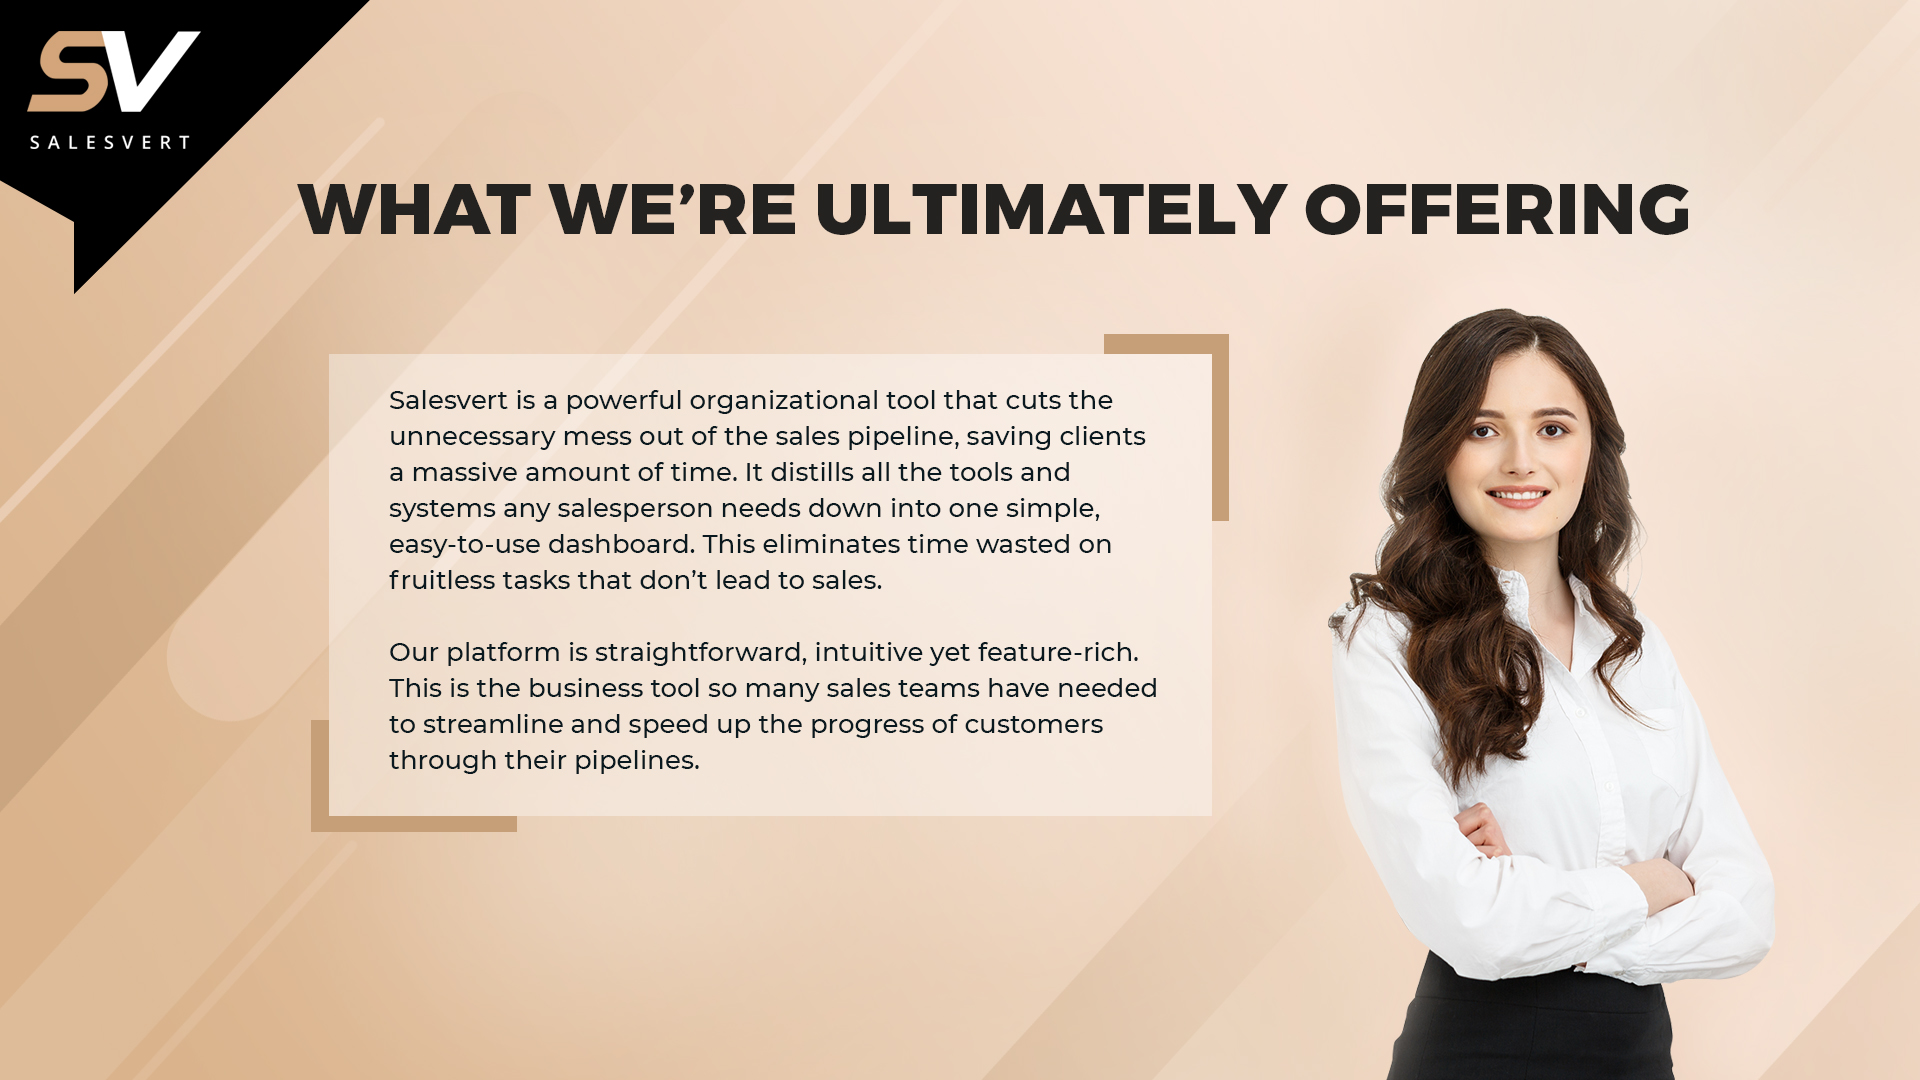 SV
SALESVERT
WHAT WE’RE ULTIMATELY OFFERING
Salesvert is a powerful organizational tool that cuts the
unnecessary mess out of the sales pipeline, saving clients
a massive amount of time. It distills all the tools and
systems any salesperson needs down into one simple,
easy-to-use dashboard. This eliminates time wasted on
fruitless tasks that don’t lead to sales.
Our platform is straightforward, intuitive yet feature-rich.
This is the business tool so many sales teams have needed
to streamline and speed up the progress of customers
through their pipelines.